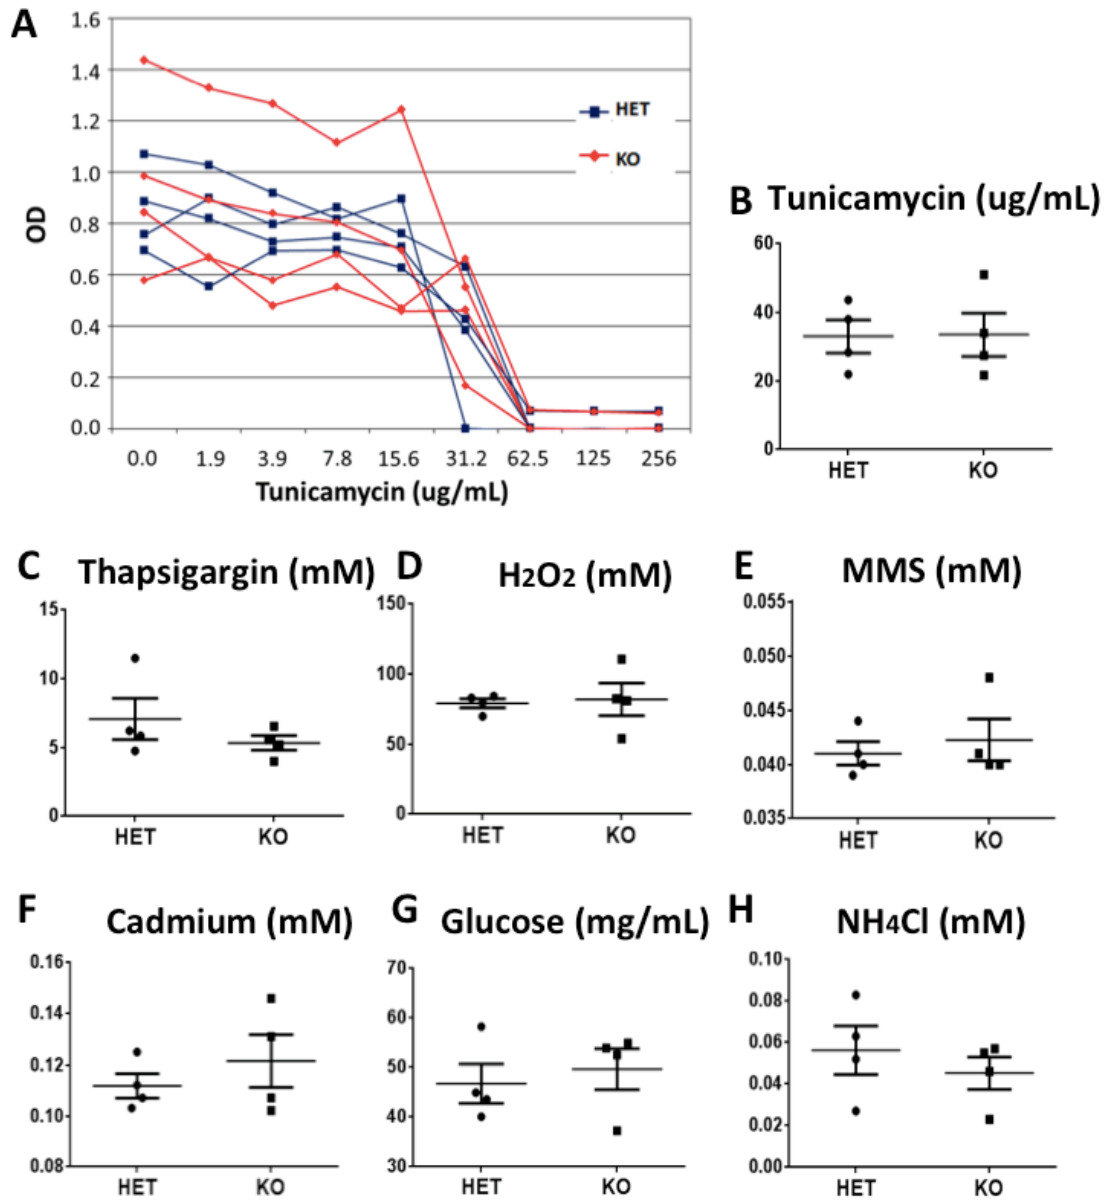 A
1.6
1.4
1.2
1.0
0.8
0.6
0.4
0.2
0.0
OD
HET
KO
0.0 1.9 3.9 7.8 15.6 31.2 62.5 125 256
Tunicamycin (ug/mL)
B Tunicamycin (ug/mL)
60
40
20
0
HET KO
C Thapsigargin (mM)
15
10
5
0
HET KO
D H2O2 (mM)
150
100
50
0
HET KO
E MMS (mM)
0.055
0.050
0.045
0.040
0.035
HET KO
F Cadmium (mM)
0.16
0.14
0.12
0.10
0.08
HET KO
G Glucose (mg/mL)
70
60
50
40
30
HET KO
H NH4Cl (mM)
0.10
0.08
0.06
0.04
0.02
0.00
HET KO